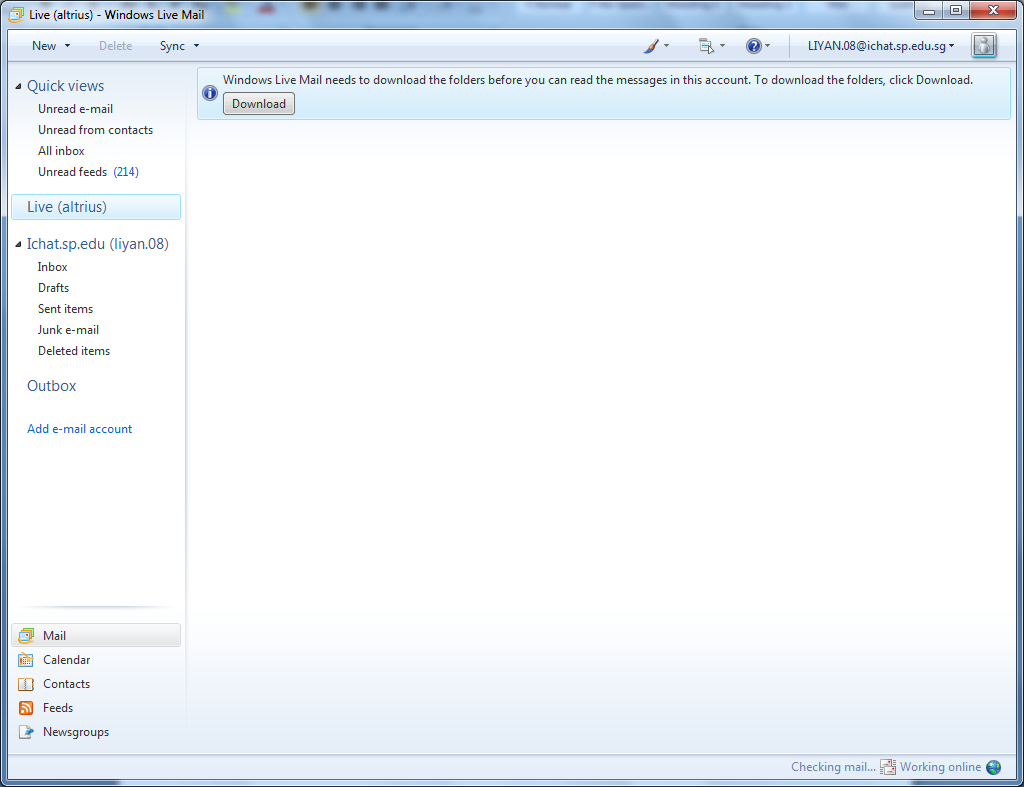 Live (altrius) - Windows Live Mail
New Delete Sync LIYAN.08@ichat.sp.edu.sg
Windows Live Mail needs to download the folders before you can read the messages in this account. To download the folders, click Download.
Download
Quick views
Unread e-mail
Unread from contacts
All inbox
Unread feeds (214)
Live (altrius)
Ichat.sp.edu (liyan.08)
Inbox
Drafts
Sent items
Junk e-mail
Deleted items
Outbox
Add e-mail account
Mail
Calendar
Contacts
Feeds
Newsgroups
Checking mail... Working online